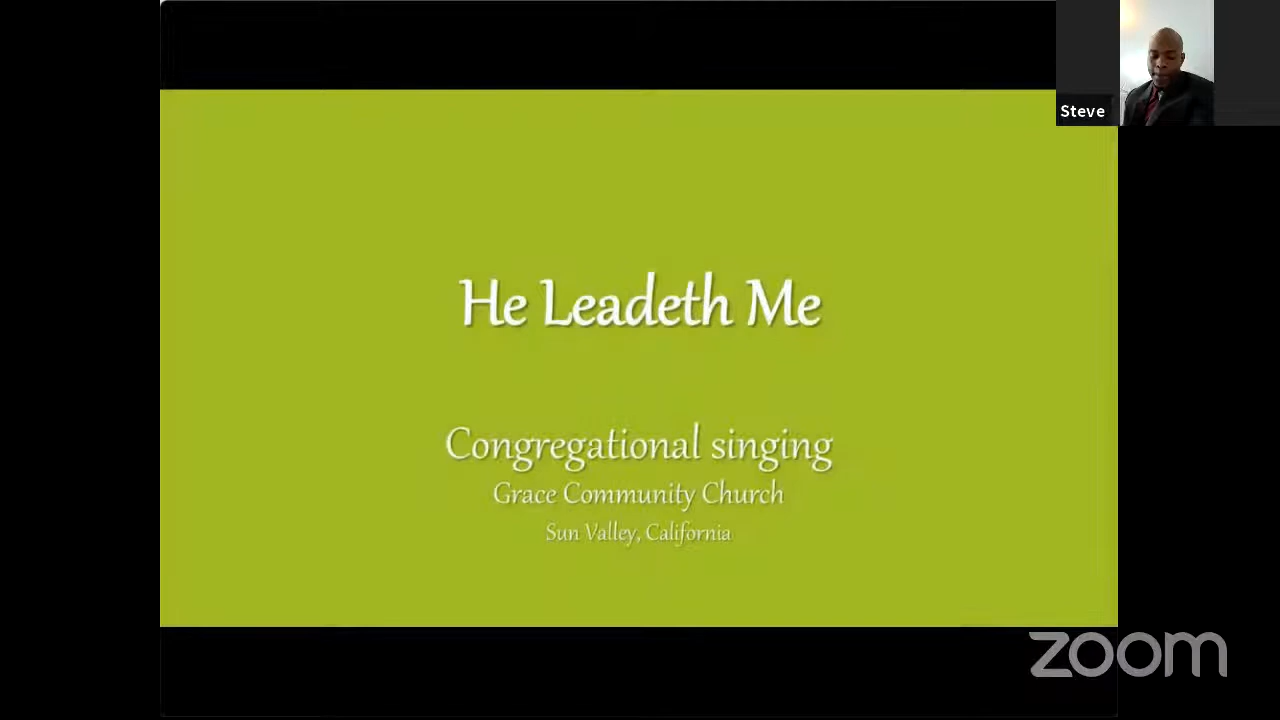 Steve
He Leadeth Me
Congregational singing
Grace Community Church
Sun Valley, California
zoom